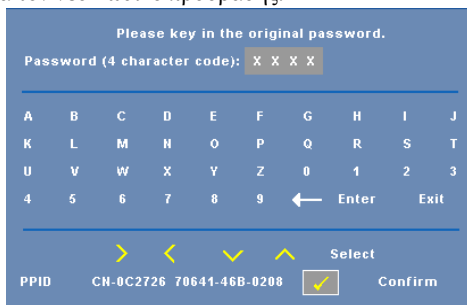 Please key in the original password.
Password (4 character code): X X X X
A B C D E F G H I J
K L M N O P Q R S T
U V W X Y Z 0 1 2 3
4 5 6 7 8 9 ← Enter Exit
> < ∨ ∧ Select
PPID CN-0C2726 70641-46B-0208 ✓ Confirm